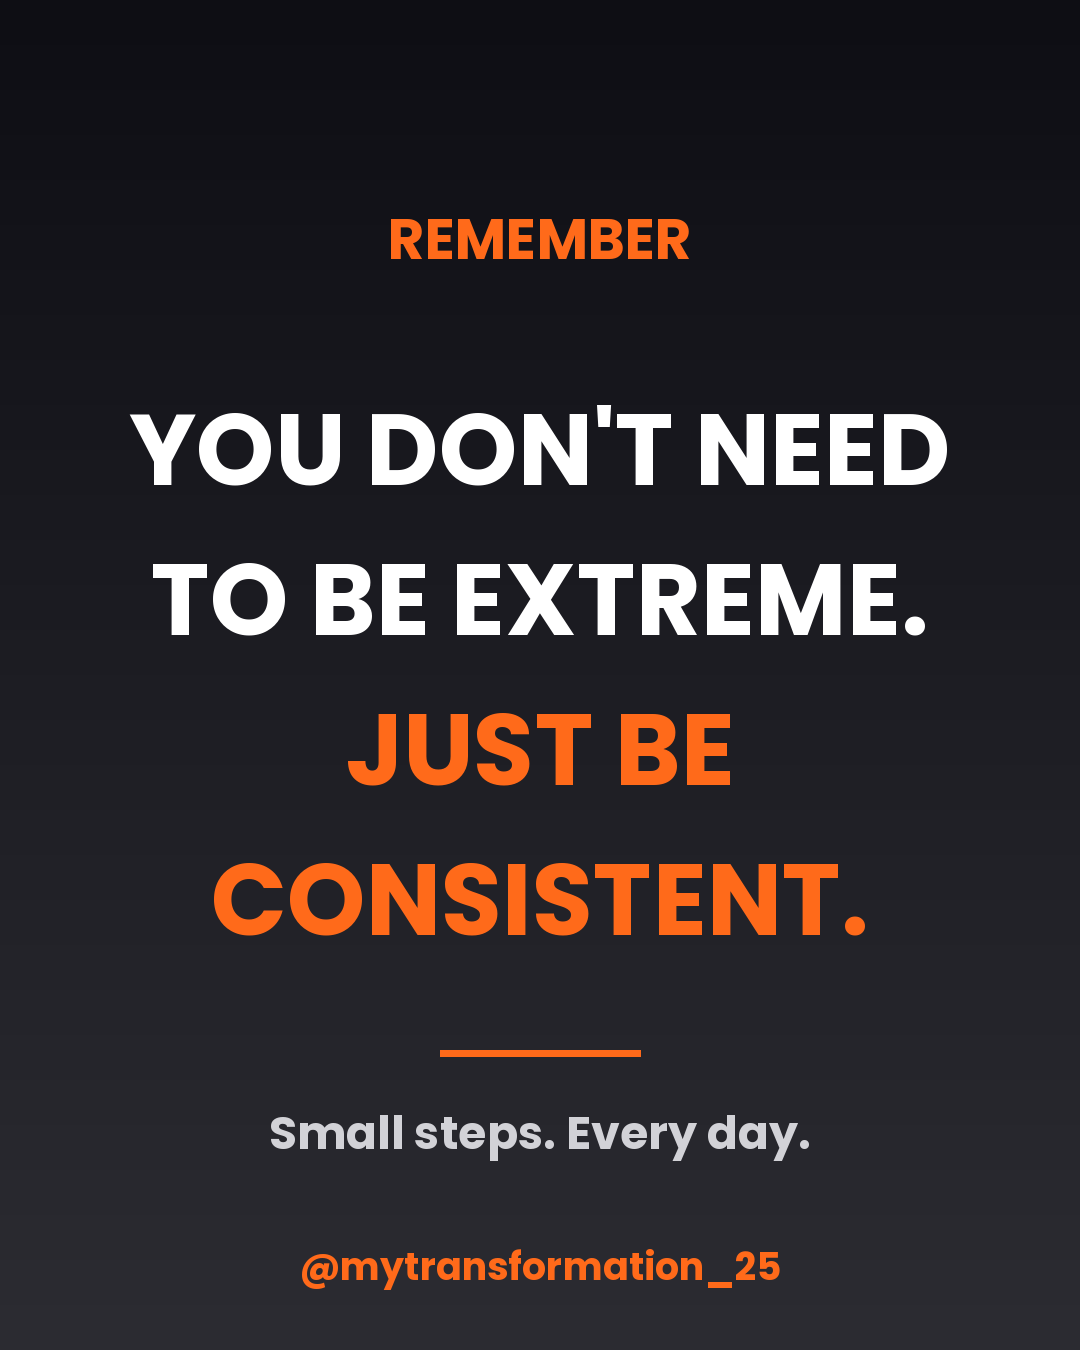 REMEMBER
YOU DON'T NEED
TO BE EXTREME.
JUST BE
CONSISTENT.
Small steps. Every day.
@mytransformation_25